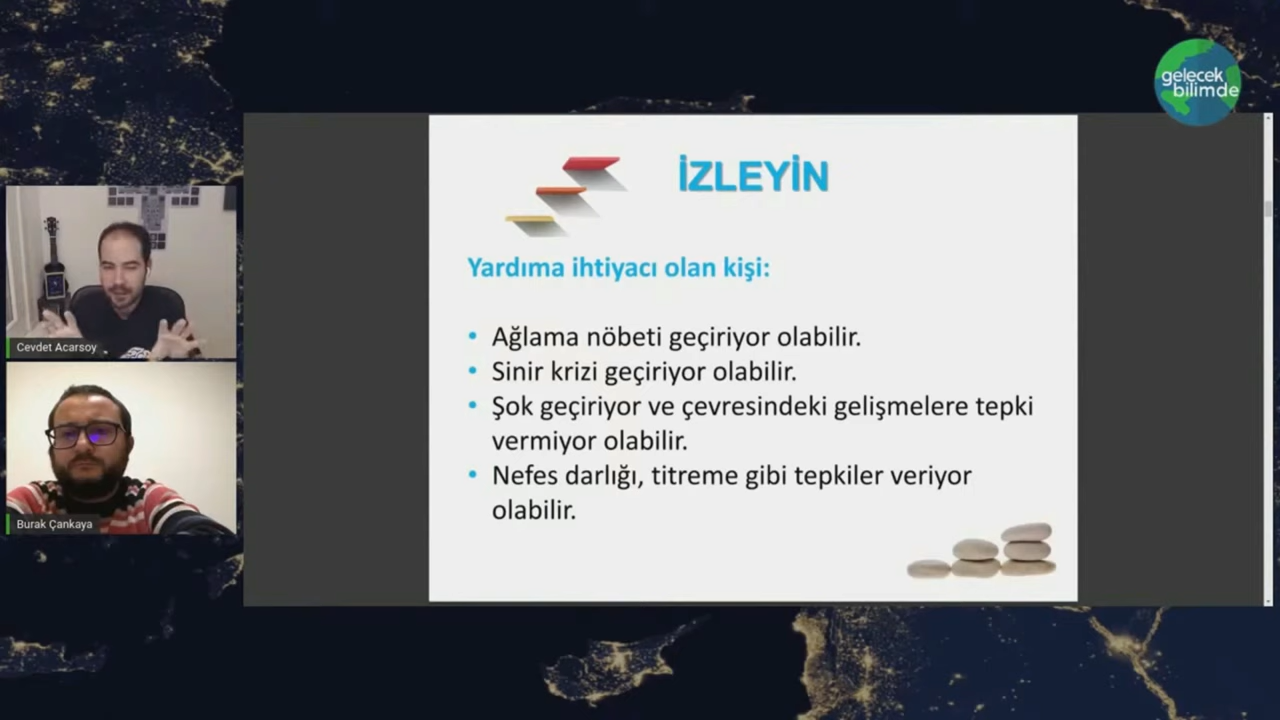 gelecek
bilimde
İZLEYİN
Yardıma ihtiyacı olan kişi:
• Ağlama nöbeti geçiriyor olabilir.
• Sinir krizi geçiriyor olabilir.
• Şok geçiriyor ve çevresindeki gelişmelere tepki
vermiyor olabilir.
• Nefes darlığı, titreme gibi tepkiler veriyor
olabilir.
Cevdet Acarsoy
Burak Çankaya